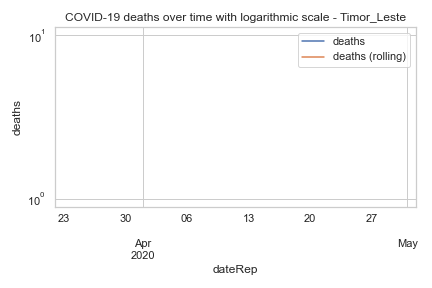 COVID-19 deaths over time with logarithmic scale - Timor_Leste
deaths
deaths (rolling)
10¹
deaths
10⁰
23 30 06 13 20 27
Apr May
2020
dateRep